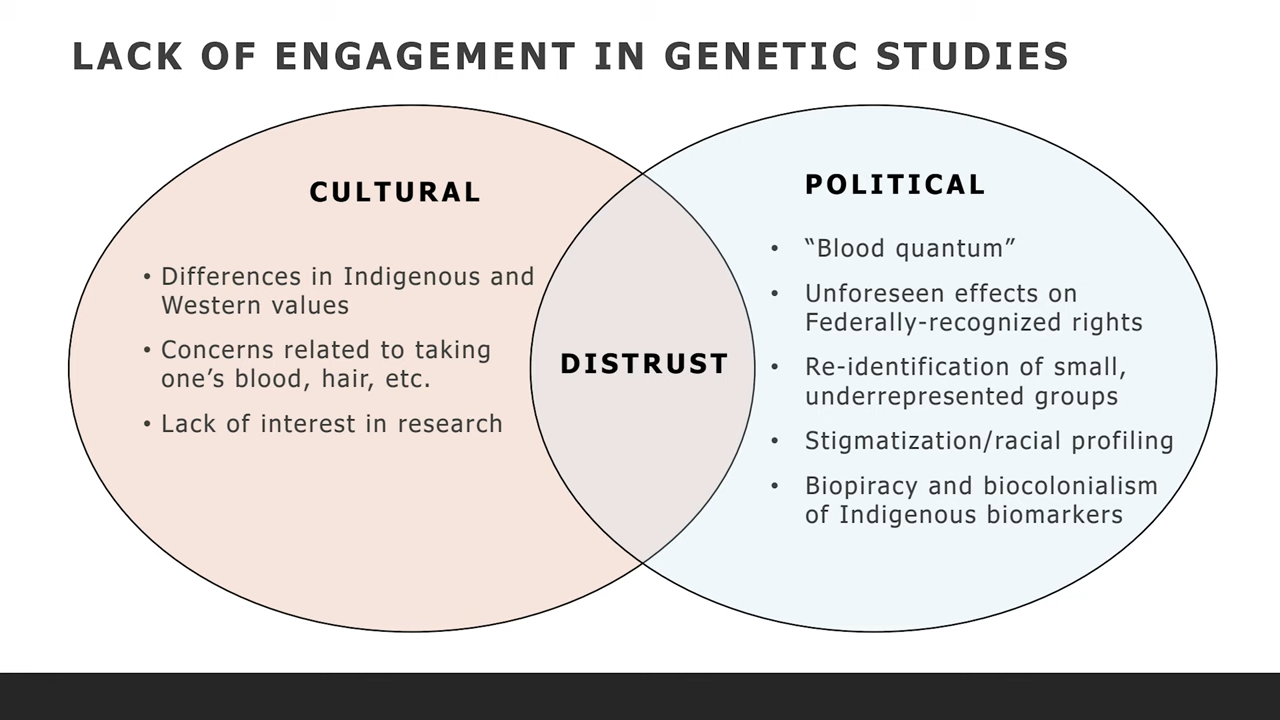 LACK OF ENGAGEMENT IN GENETIC STUDIES
CULTURAL
• Differences in Indigenous and
Western values
• Concerns related to taking
one’s blood, hair, etc.
• Lack of interest in research
DISTRUST
POLITICAL
• “Blood quantum”
• Unforeseen effects on
Federally-recognized rights
• Re-identification of small,
underrepresented groups
• Stigmatization/racial profiling
• Biopiracy and biocolonialism
of Indigenous biomarkers